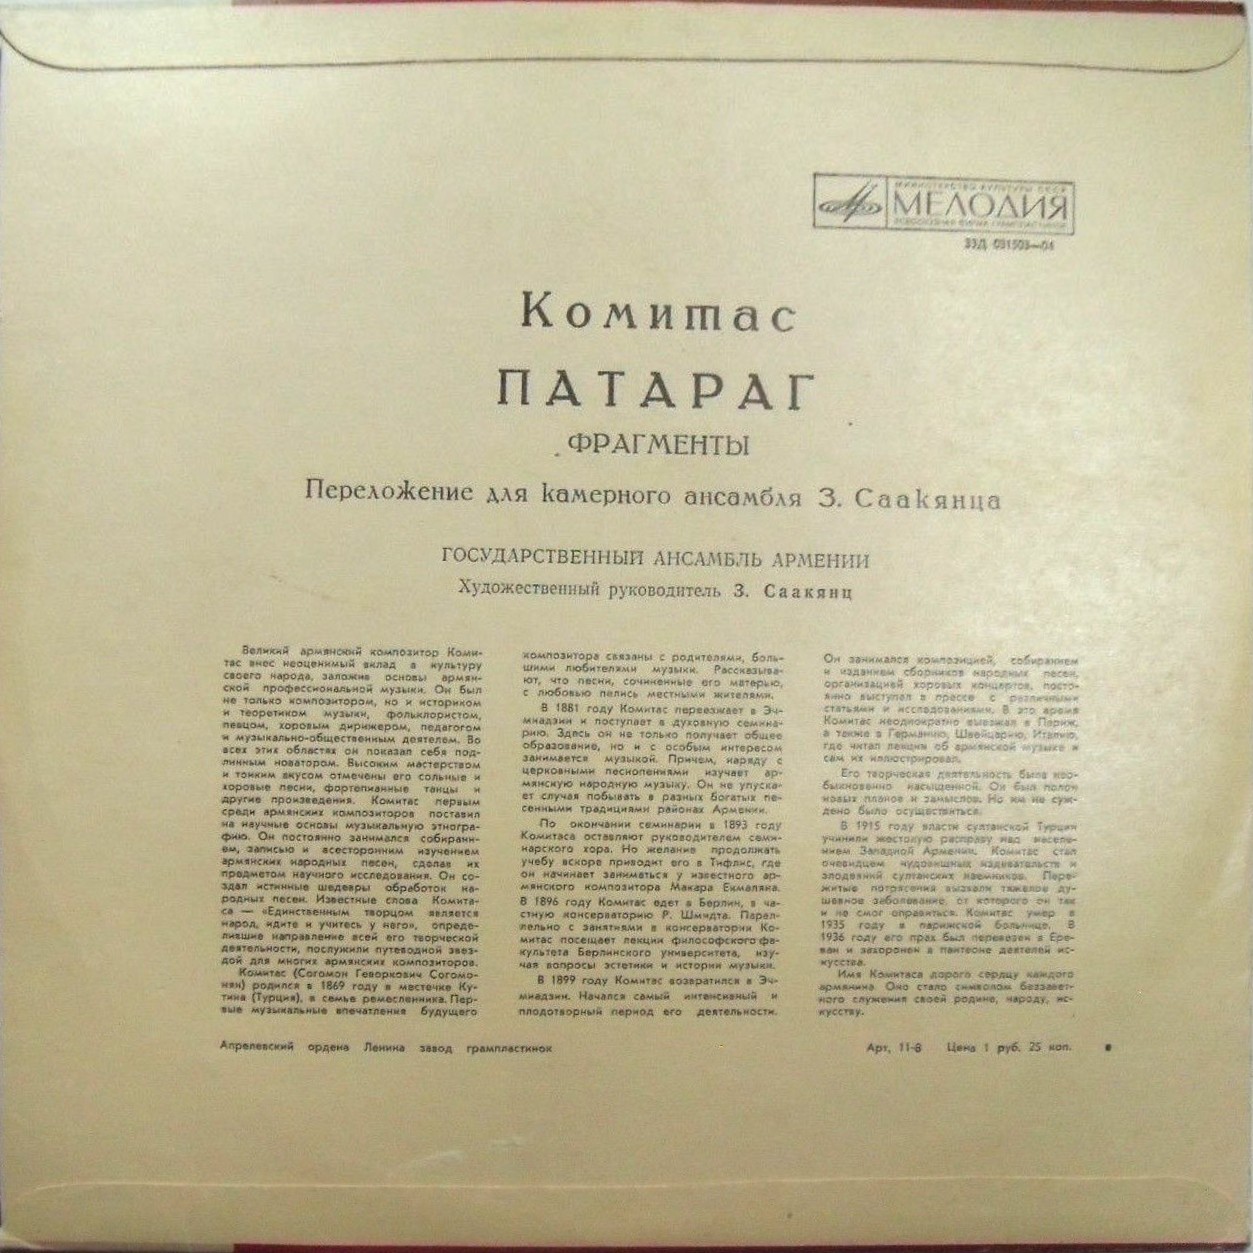 МИНИСТЕРСТВО КУЛЬТУРЫ СССР
МЕЛОДИЯ
ВСЕСОЮЗНАЯ ФИРМА ГРАМПЛАСТИНОК
33Д 031503—04
Комитас
ПАТАРАГ
ФРАГМЕНТЫ
Переложение для камерного ансамбля З. Саакянца
ГОСУДАРСТВЕННЫЙ АНСАМБЛЬ АРМЕНИИ
Художественный руководитель З. Саакянц
Великий армянский композитор Коми-
тас внес неоценимый вклад в культуру
своего народа, заложив основы армян-
ской профессиональной музыки. Он был
не только композитором, но и историком
и теоретиком музыки, фольклористом,
певцом, хоровым дирижером, педагогом
и музыкально-общественным деятелем. Во
всех этих областях он показал себя под-
линным новатором. Высоким мастерством
и тонким вкусом отмечены его сольные и
хоровые песни, фортепианные танцы и
другие произведения. Комитас первым
среди армянских композиторов поставил
на научные основы музыкальную этногра-
фию. Он постоянно занимался собирани-
ем, записью и всесторонним изучением
армянских народных песен, сделав их
предметом научного исследования. Он со-
здал истинные шедевры обработок на-
родных песен. Известные слова Комита-
са — «Единственным творцом является
народ, идите и учитесь у него», опреде-
лившие направление всей его творческой
деятельности, послужили путеводной звез-
дой для многих армянских композиторов.
Комитас (Согомон Геворкович Согомо-
нян) родился в 1869 году в местечке Ку-
тина (Турция), в семье ремесленника. Пер-
вые музыкальные впечатления будущего
композитора связаны с родителями, боль-
шими любителями музыки. Рассказыва-
ют, что песни, сочиненные его матерью,
с любовью пелись местными жителями.
В 1881 году Комитас переезжает в Эч-
миадзин и поступает в духовную семина-
рию. Здесь он не только получает общее
образование, но и с особым интересом
занимается музыкой. Причем, наряду с
церковными песнопениями изучает ар-
мянскую народную музыку. Он не упуска-
ет случая побывать в разных богатых пе-
сенными традициями районах Армении.
По окончании семинарии в 1893 году
Комитаса оставляют руководителем семи-
нарского хора. Но желание продолжать
учебу вскоре приводит его в Тифлис, где
он начинает заниматься у известного ар-
мянского композитора Макара Екмаляна.
В 1896 году Комитас едет в Берлин, в ча-
стную консерваторию Р. Шмидта. Парал-
лельно с занятиями в консерватории Ко-
митас посещает лекции философского фа-
культета Берлинского университета, изу-
чая вопросы эстетики и истории музыки.
В 1899 году Комитас возвратился в Эч-
миадзин. Начался самый интенсивный и
плодотворный период его деятельности.
Он занимался композицией, собиранием
и изданием сборников народных песен,
организацией хоровых концертов, посто-
янно выступал в прессе с различными
статьями и исследованиями. В это время
Комитас неоднократно выезжал в Париж,
а также в Германию, Швейцарию, Италию,
где читал лекции об армянской музыке и
сам их иллюстрировал.
Его творческая деятельность была нео-
быкновенно насыщенной. Он был полон
новых планов и замыслов. Но им не суж-
дено было осуществиться.
В 1915 году власти султанской Турции
учинили жестокую расправу над населе-
нием Западной Армении. Комитас стал
очевидцем чудовищных издевательств и
злодеяний султанских наемников. Пере-
житые потрясения вызвали тяжелое ду-
шевное заболевание, от которого он так
и не смог оправиться. Комитас умер в
1935 году в парижской больнице. В
1936 году его прах был перевезен в Ере-
ван и захоронен в пантеоне деятелей ис-
кусства.
Имя Комитаса дорого сердцу каждого
армянина. Оно стало символом беззавет-
ного служения своей родине, народу, ис-
кусству.
Апрелевский ордена Ленина завод грампластинок
Арт. 11-8 Цена 1 руб. 25 коп.